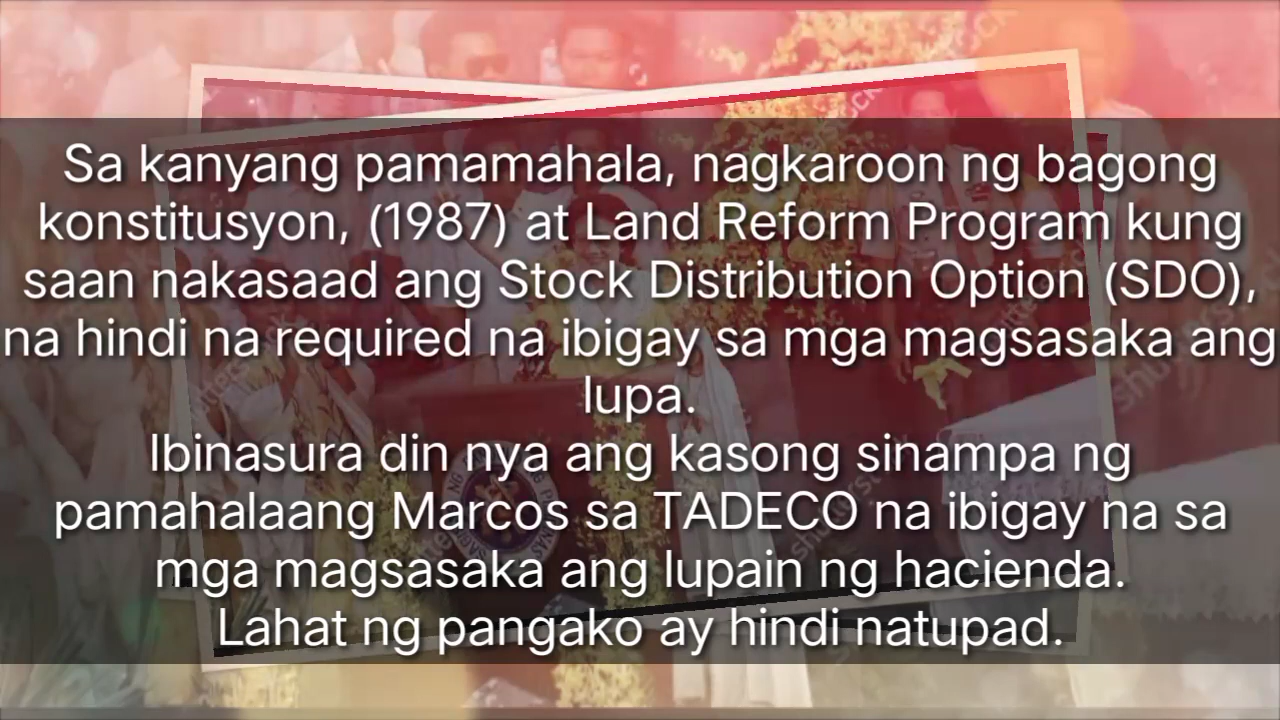 Sa kanyang pamamahala, nagkaroon ng bagong
konstitusyon, (1987) at Land Reform Program kung
saan nakasaad ang Stock Distribution Option (SDO),
na hindi na required na ibigay sa mga magsasaka ang
lupa.
Ibinasura din nya ang kasong sinampa ng
pamahalaang Marcos sa TADECO na ibigay na sa
mga magsasaka ang lupain ng hacienda.
Lahat ng pangako ay hindi natupad.